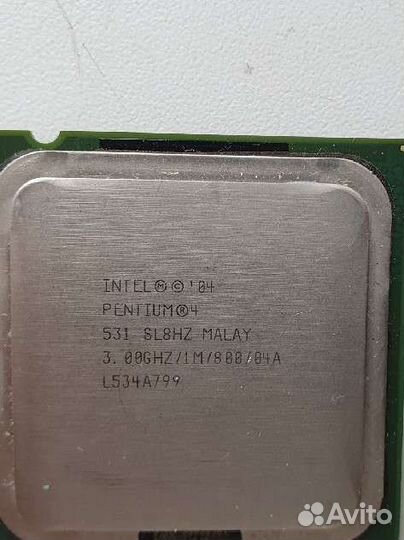 INTEL® © '04
PENTIUM®4
531 SL8HZ MALAY
3.00GHZ/1M/800/04A
L534A799
Avito